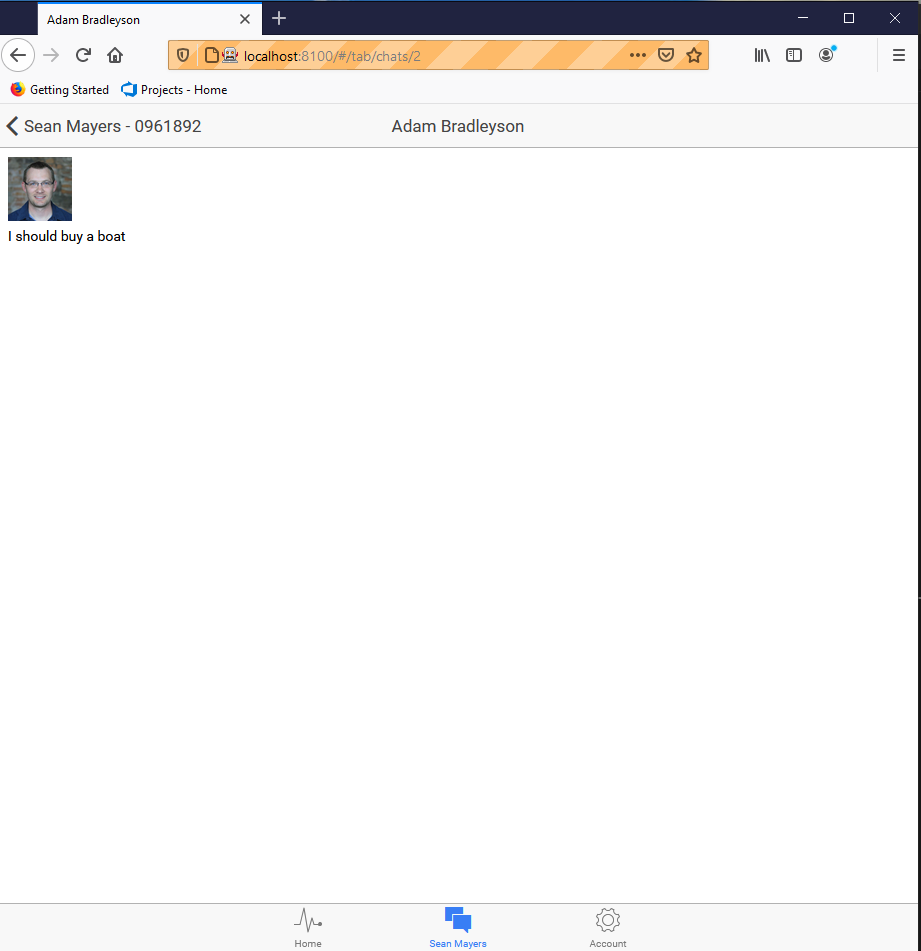 Adam Bradleyson
localhost:8100/#/tab/chats/2
Getting Started Projects - Home
Sean Mayers - 0961892 Adam Bradleyson
I should buy a boat
Home Sean Mayers Account